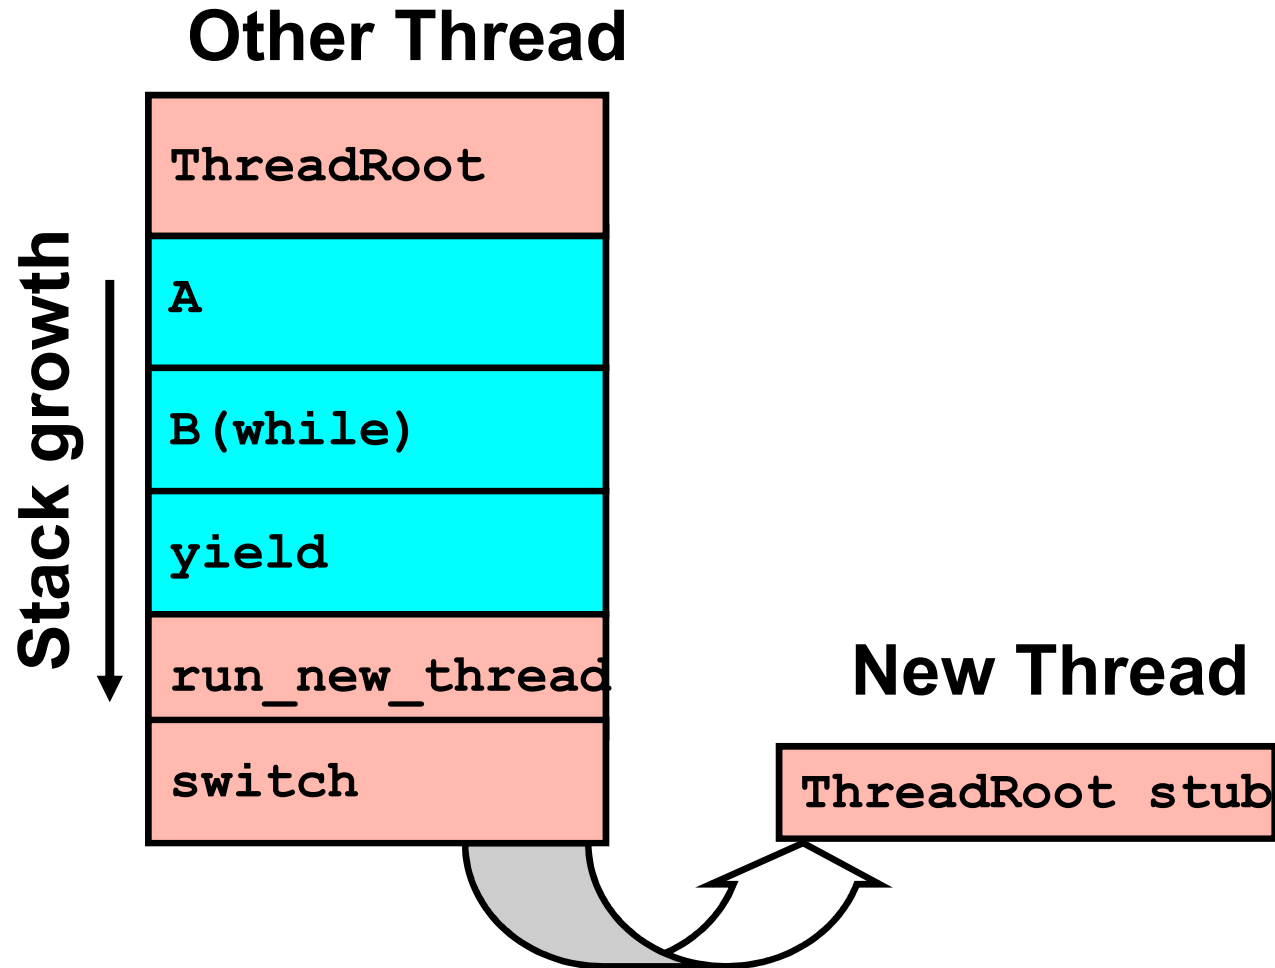 Other Thread
ThreadRoot
A
B(while)
yield
run_new_thread
switch
Stack growth
New Thread
ThreadRoot stub